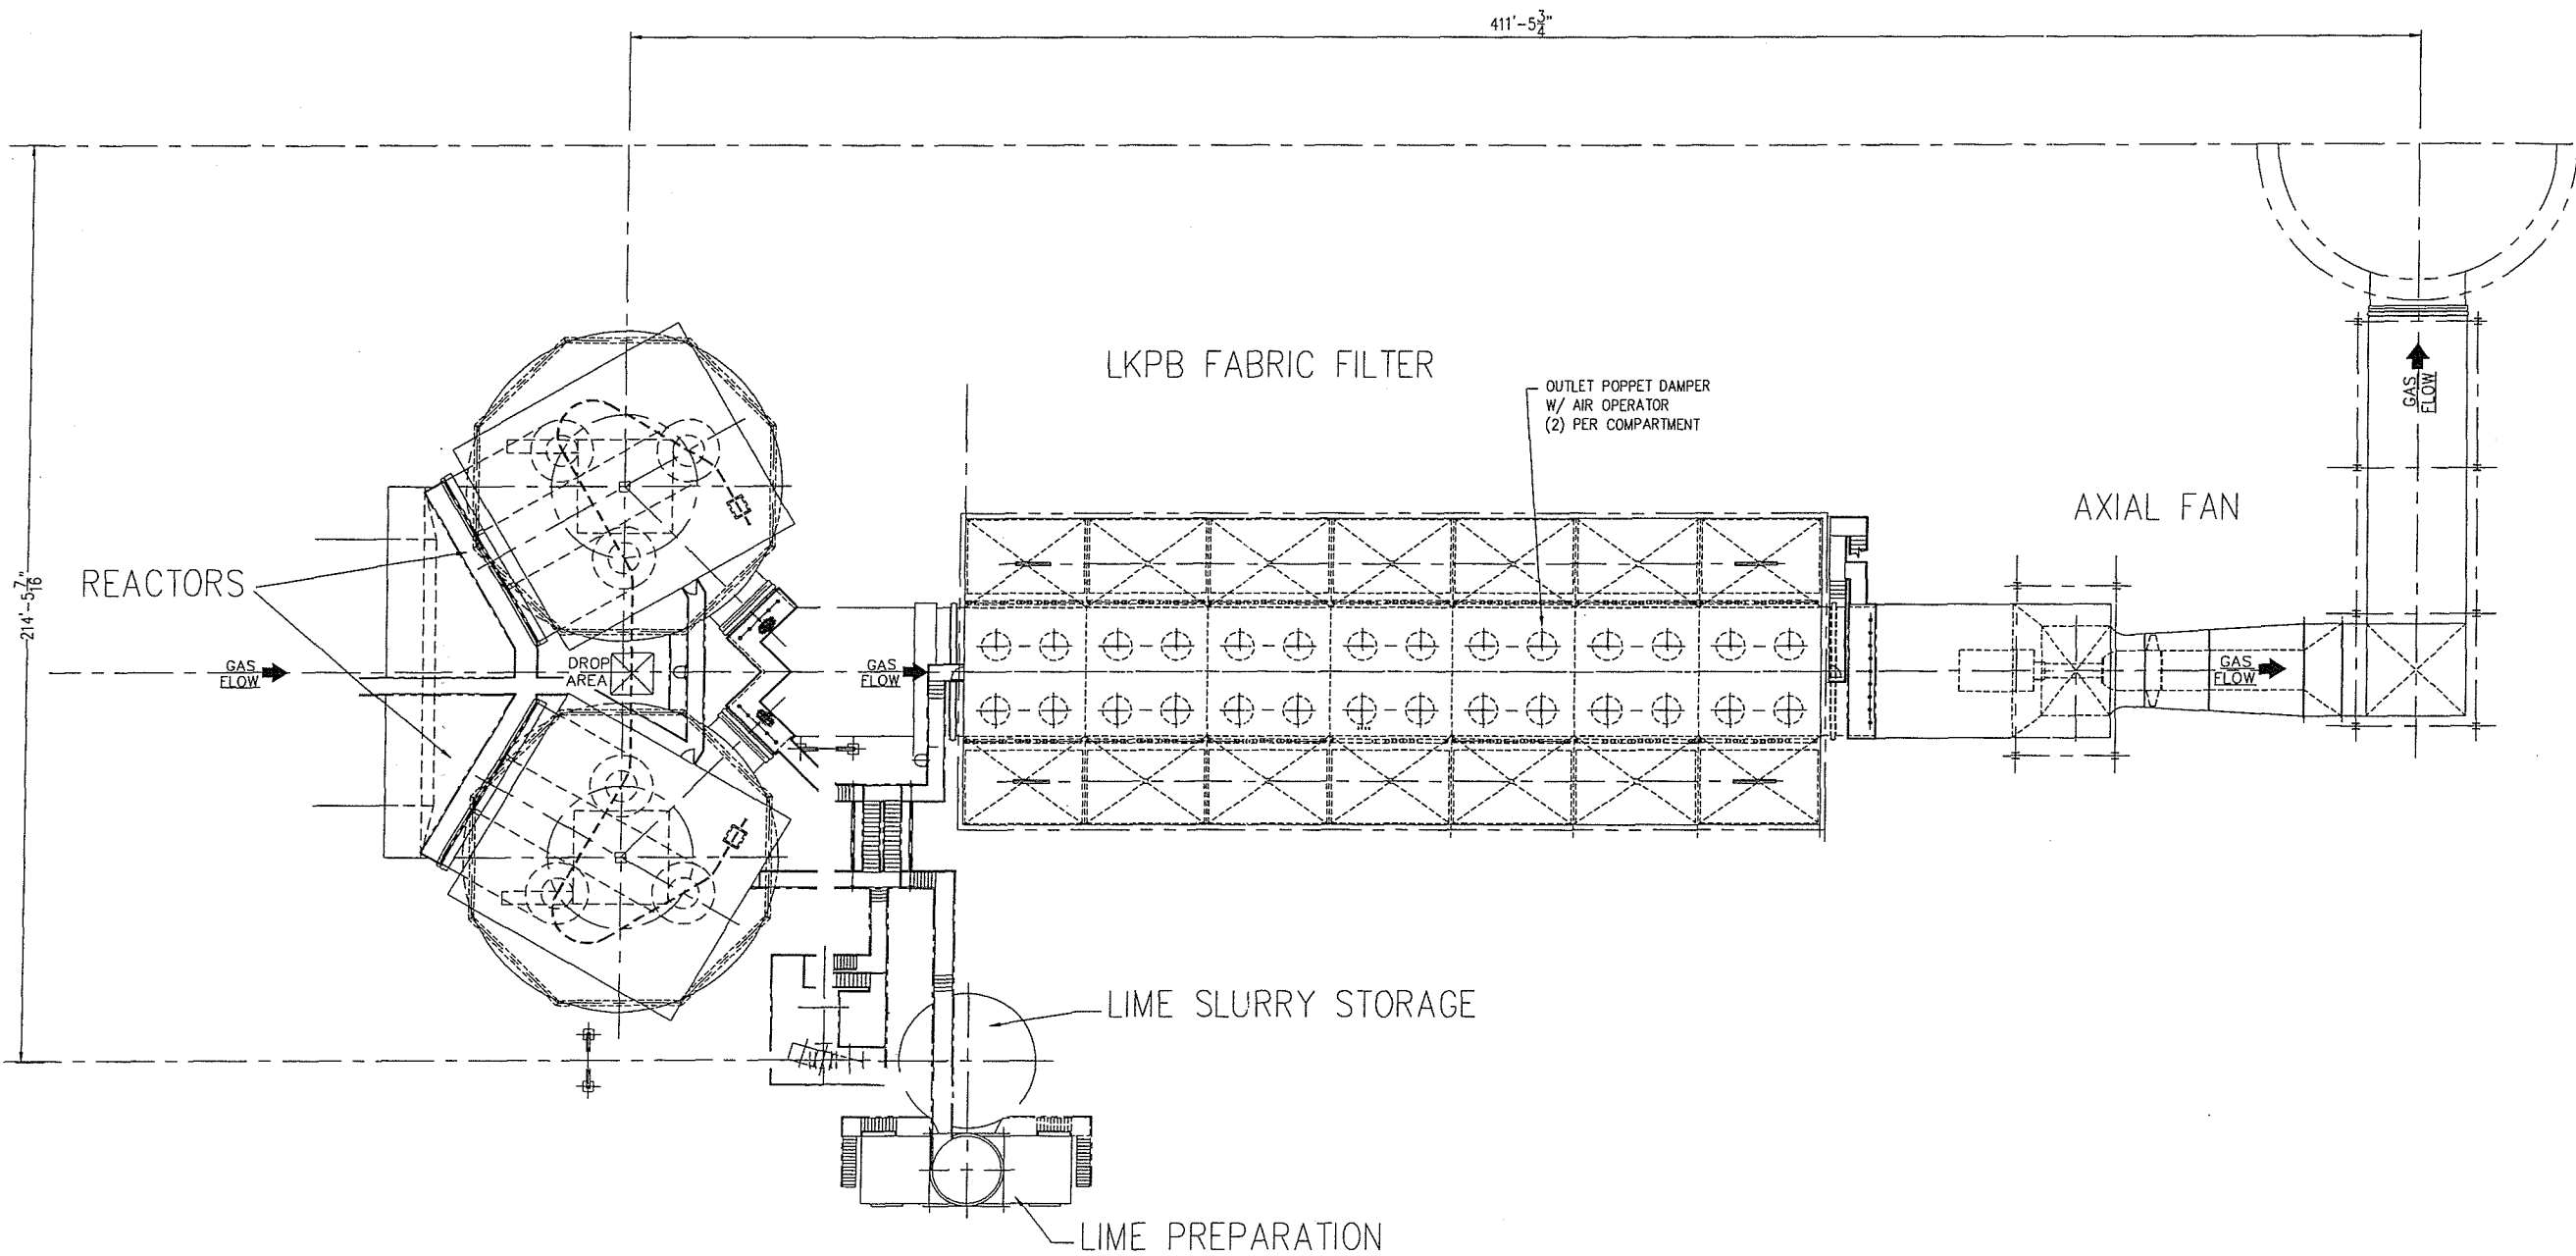 411'-5 3/4"
LKPB FABRIC FILTER
OUTLET POPPET DAMPER
W/ AIR OPERATOR
(2) PER COMPARTMENT
GAS
FLOW
AXIAL FAN
REACTORS
214'-5 7/16"
GAS
FLOW
DROP
AREA
GAS
FLOW
GAS
FLOW
LIME SLURRY STORAGE
LIME PREPARATION